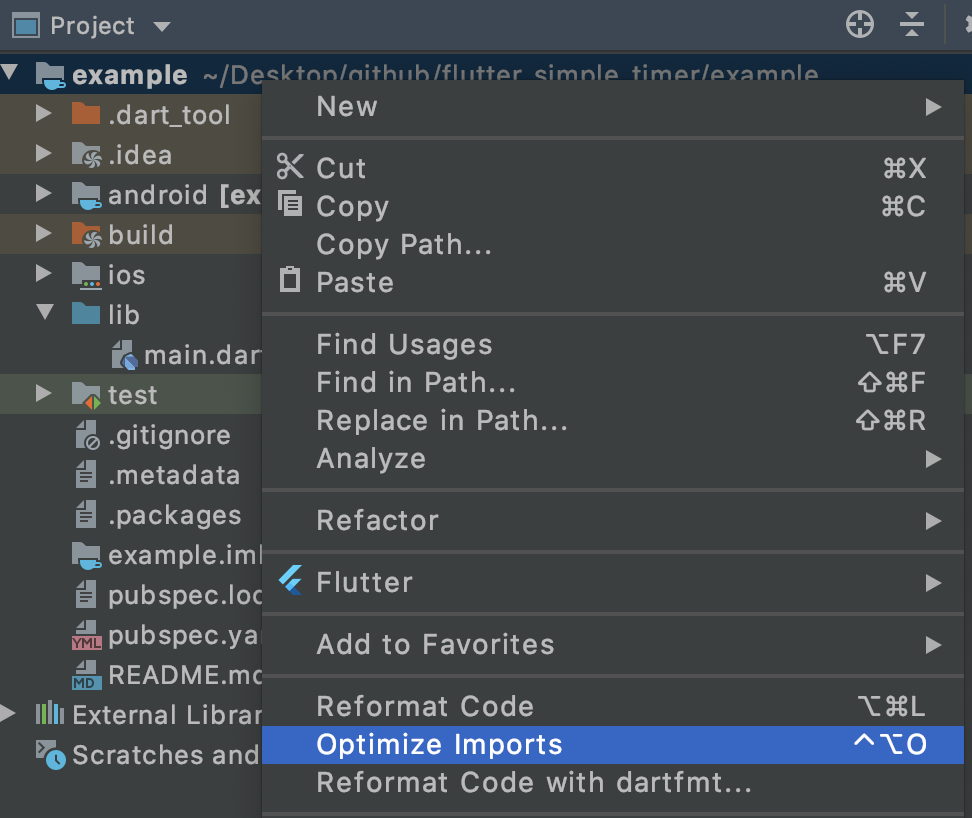 Project
example ~/Desktop/github/flutter_simple_timer/example
.dart_tool
.idea
android [ex
build
ios
lib
main.dar
test
.gitignore
.metadata
.packages
example.iml
pubspec.loc
pubspec.ya
README.md
External Librar
Scratches and
New
Cut ⌘X
Copy ⌘C
Copy Path...
Paste ⌘V
Find Usages ⌥F7
Find in Path... ⇧⌘F
Replace in Path... ⇧⌘R
Analyze
Refactor
Flutter
Add to Favorites
Reformat Code ⌥⌘L
Optimize Imports ^⌥O
Reformat Code with dartfmt...
YML
MD